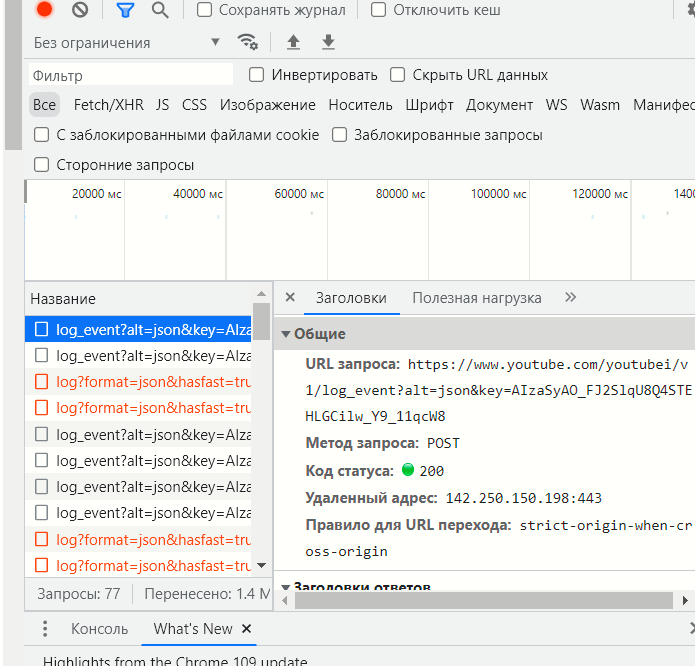 Сохранять журнал Отключить кеш
Без ограничения
Фильтр Инвертировать Скрыть URL данных
Все Fetch/XHR JS CSS Изображение Носитель Шрифт Документ WS Wasm Манифес
С заблокированными файлами cookie Заблокированные запросы
Сторонние запросы
20000 мс 40000 мс 60000 мс 80000 мс 100000 мс 120000 мс 1400
Название
log_event?alt=json&key=AIza
log_event?alt=json&key=AIza
log?format=json&hasfast=tru
log?format=json&hasfast=tru
log_event?alt=json&key=AIza
log_event?alt=json&key=AIza
log_event?alt=json&key=AIza
log_event?alt=json&key=AIza
log?format=json&hasfast=tru
log?format=json&hasfast=tru
Запросы: 77 Перенесено: 1.4 М
Заголовки Полезная нагрузка
Общие
URL запроса: https://www.youtube.com/youtubei/v
1/log_event?alt=json&key=AIzaSyAO_FJ2SlqU8Q4STE
HLGCilw_Y9_11qcW8
Метод запроса: POST
Код статуса: 200
Удаленный адрес: 142.250.150.198:443
Правило для URL перехода: strict-origin-when-cr
oss-origin
Заголовки ответов
Консоль What's New
Highlights from the Chrome 109 update